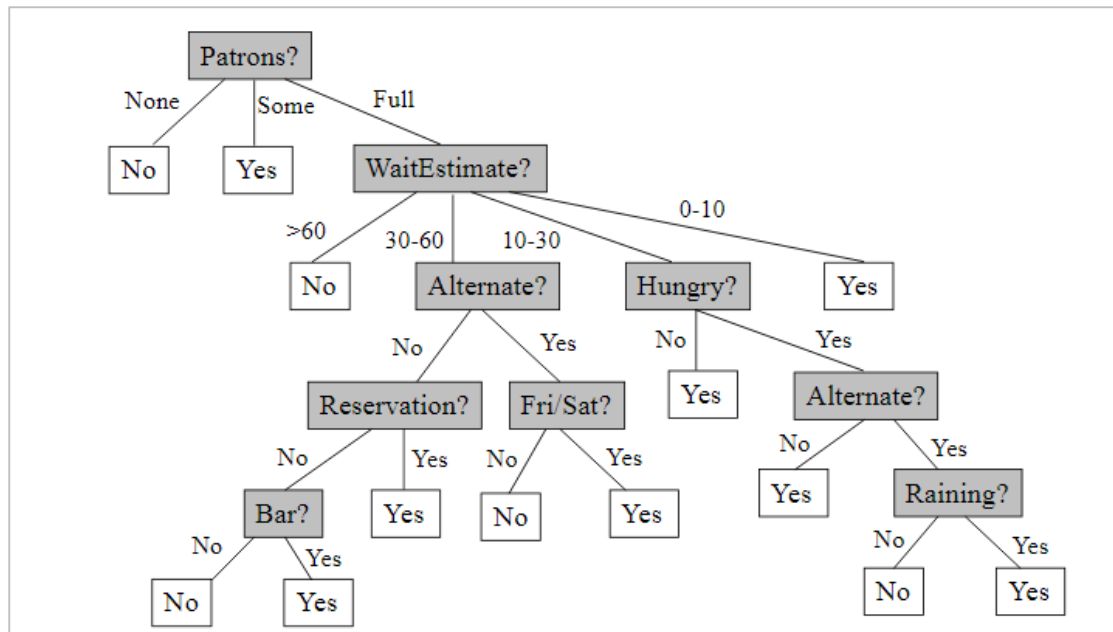 Patrons?
None
Some
Full
No
Yes
WaitEstimate?
>60
30-60
10-30
0-10
No
Alternate?
Hungry?
Yes
No
Yes
No
Yes
Reservation?
Fri/Sat?
Yes
Alternate?
No
Yes
No
Yes
No
Yes
Bar?
Yes
No
Yes
Yes
Raining?
No
Yes
No
Yes
No
Yes
No
Yes